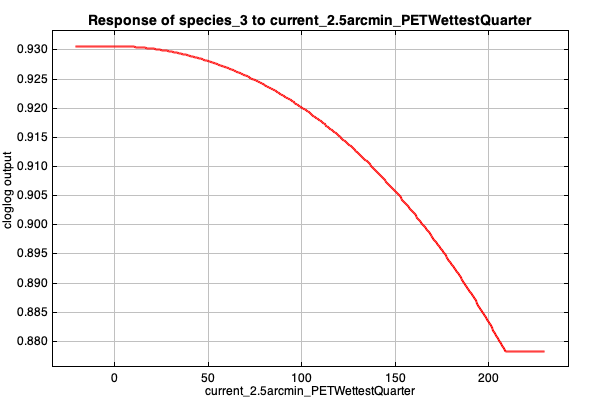 Response of species_3 to current_2.5arcmin_PETWettestQuarter
0.930
0.925
0.920
0.915
0.910
0.905
0.900
0.895
0.890
0.885
0.880
cloglog output
0 50 100 150 200
current_2.5arcmin_PETWettestQuarter